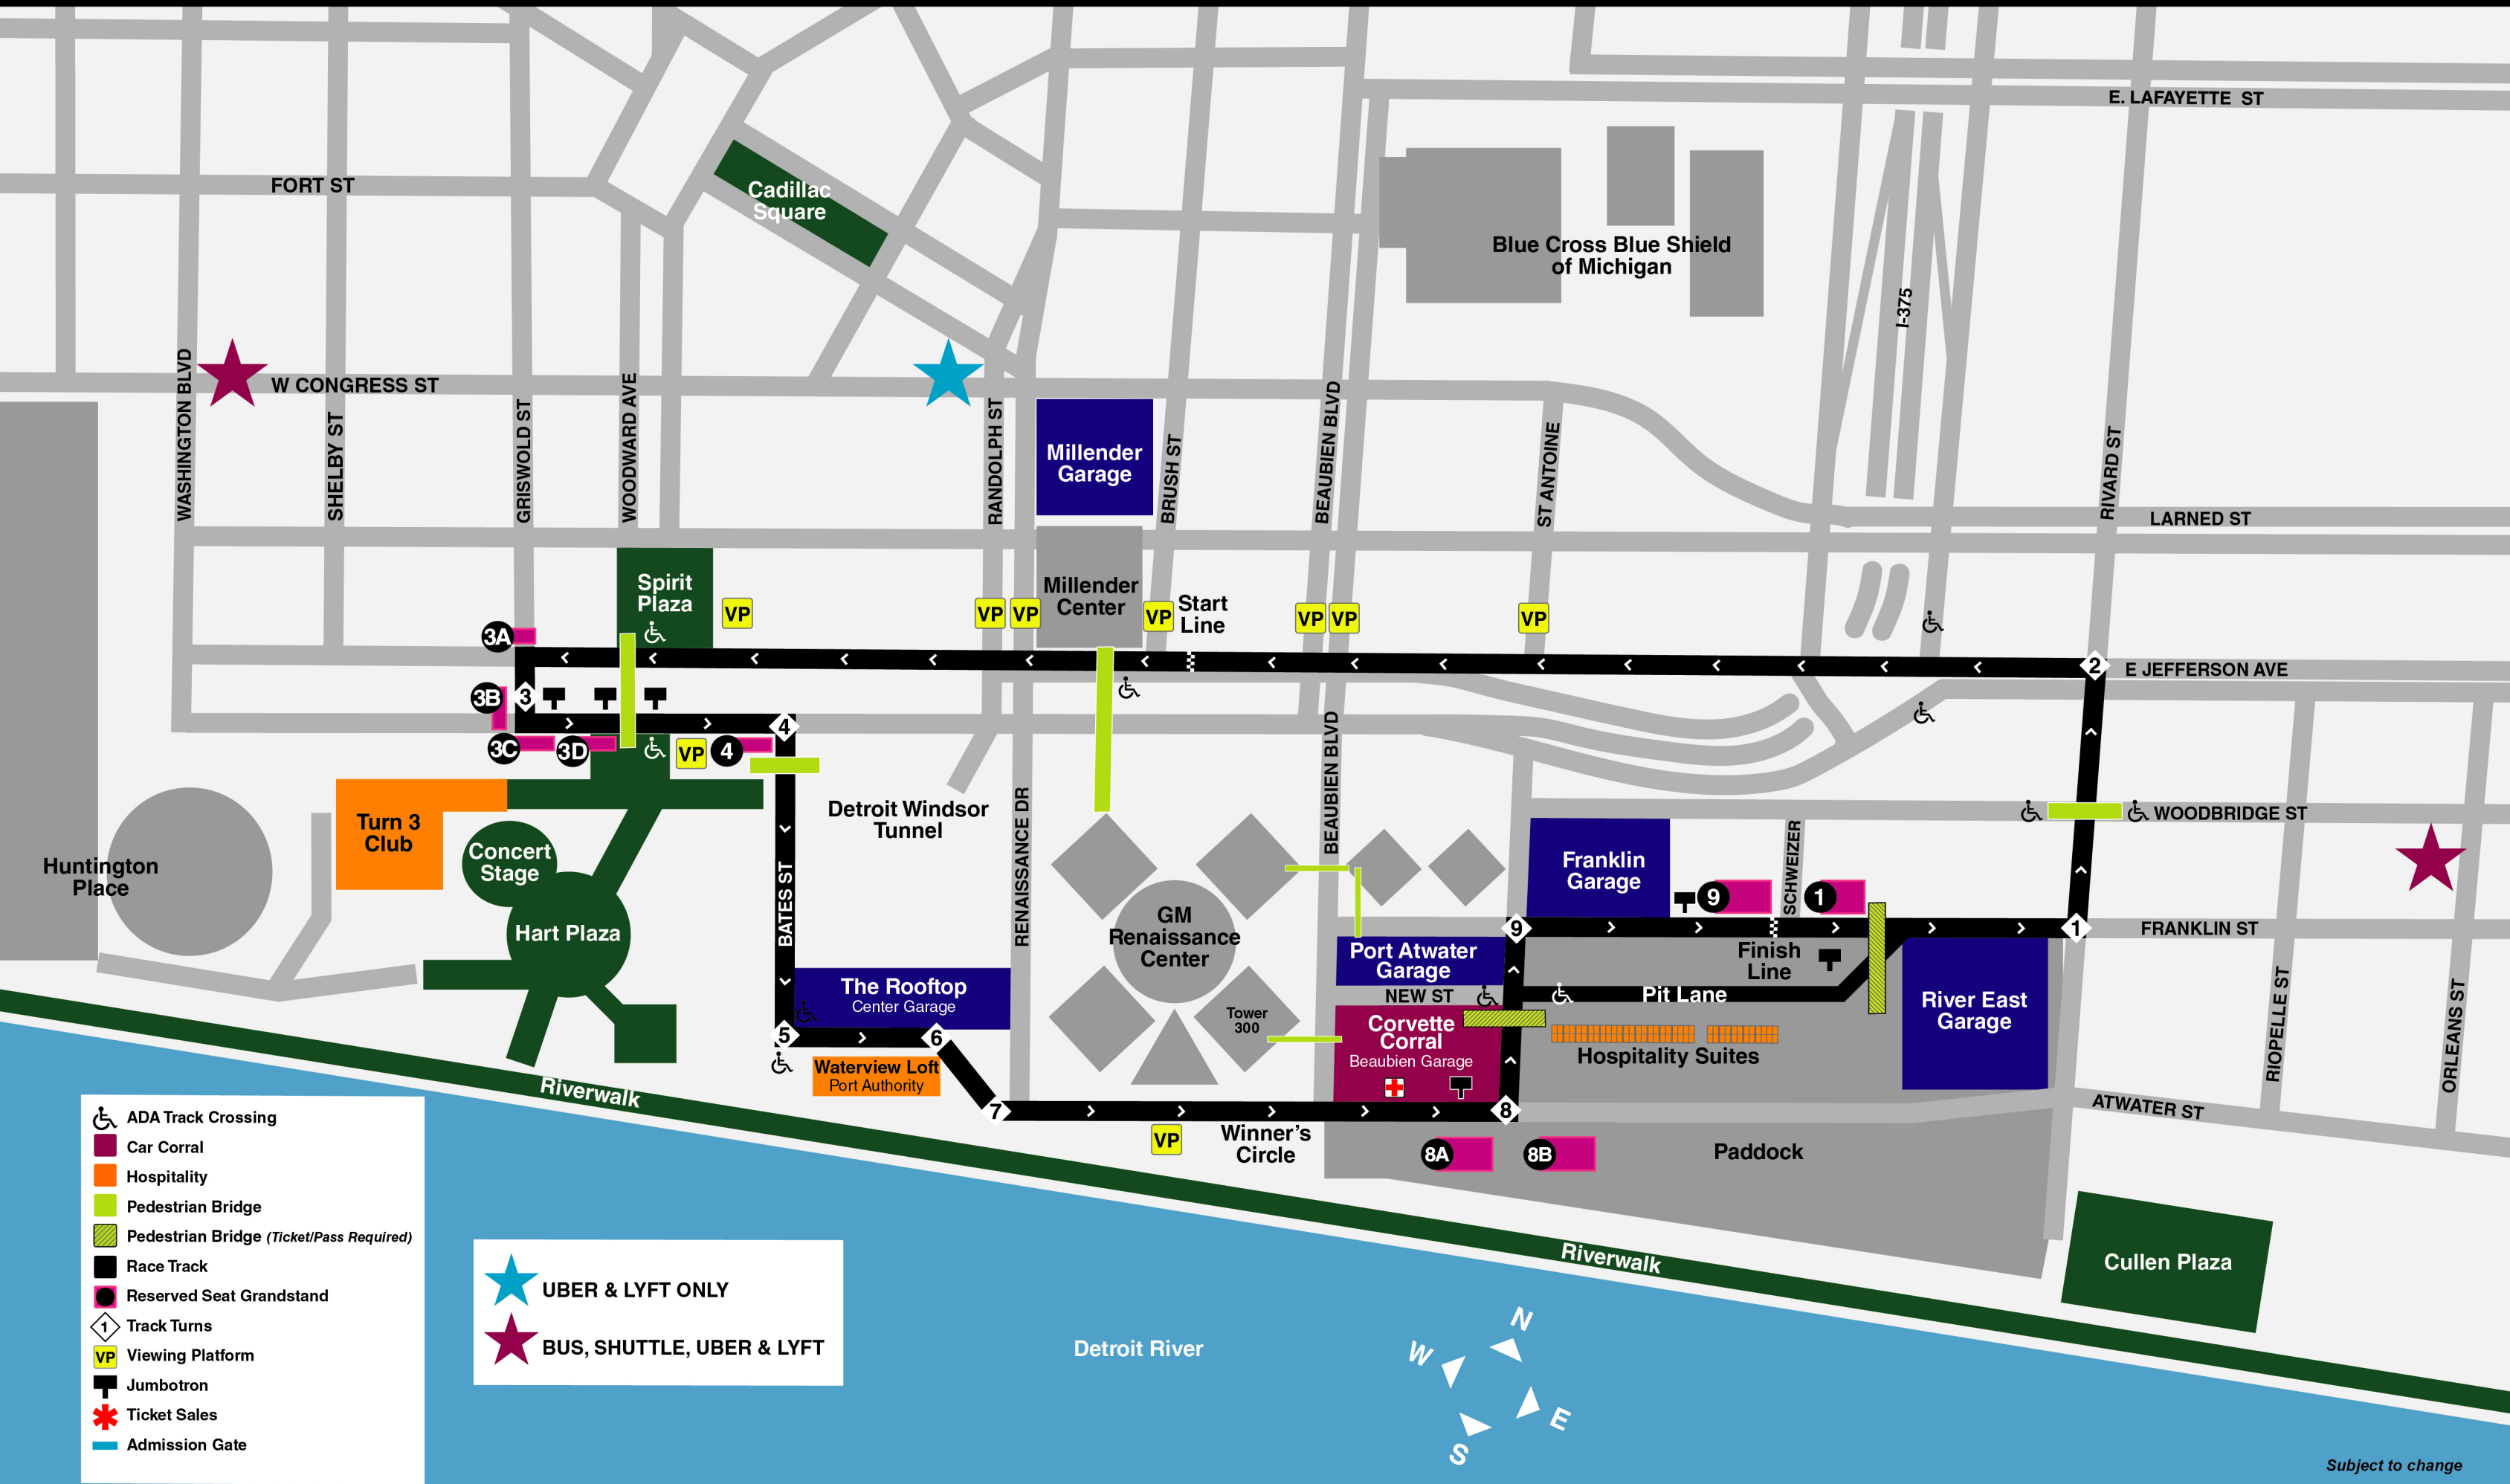 E. LAFAYETTE ST
FORT ST
Cadillac
Square
Blue Cross Blue Shield
of Michigan
I-375
WASHINGTON BLVD
W CONGRESS ST
SHELBY ST
GRISWOLD ST
WOODWARD AVE
RANDOLPH ST
Millender
Garage
BRUSH ST
BEAUBIEN BLVD
ST ANTOINE
RIVARD ST
LARNED ST
Spirit
Plaza
VP
VP
VP
Millender
Center
VP
Start
Line
VP
VP
VP
3A
2
E JEFFERSON AVE
3B
3
4
3C
3D
VP
4
Turn 3
Club
Detroit Windsor
Tunnel
RENAISSANCE DR
BEAUBIEN BLVD
WOODBRIDGE ST
Huntington
Place
Concert
Stage
Hart Plaza
BATES ST
GM
Renaissance
Center
Franklin
Garage
9
SCHWEIZER
1
9
1
FRANKLIN ST
Port Atwater
Garage
Finish
Line
NEW ST
Pit Lane
The Rooftop
Center Garage
Tower
300
Corvette
Corral
Beaubien Garage
Hospitality Suites
River East
Garage
RIOPELLE ST
ORLEANS ST
5
6
Waterview Loft
Port Authority
7
8
ATWATER ST
Riverwalk
VP
Winner's
Circle
8A
8B
Paddock
Riverwalk
Cullen Plaza
ADA Track Crossing
Car Corral
Hospitality
Pedestrian Bridge
Pedestrian Bridge (Ticket/Pass Required)
Race Track
Reserved Seat Grandstand
1 Track Turns
VP Viewing Platform
Jumbotron
Ticket Sales
Admission Gate
UBER & LYFT ONLY
BUS, SHUTTLE, UBER & LYFT
Detroit River
N
W
E
S
Subject to change